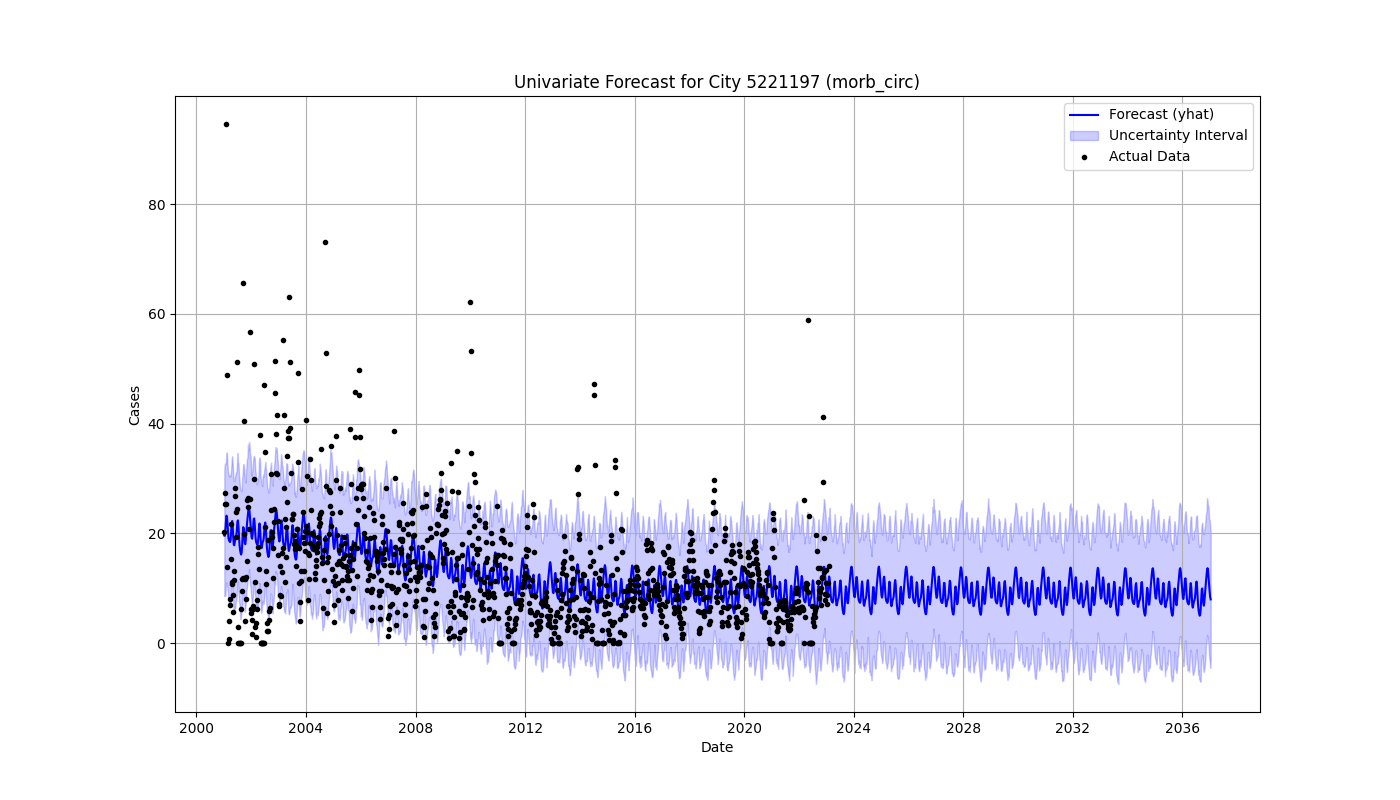 Univariate Forecast for City 5221197 (morb_circ)
Forecast (yhat)
Uncertainty Interval
Actual Data
Cases
80
60
40
20
0
2000 2004 2008 2012 2016 2020 2024 2028 2032 2036
Date